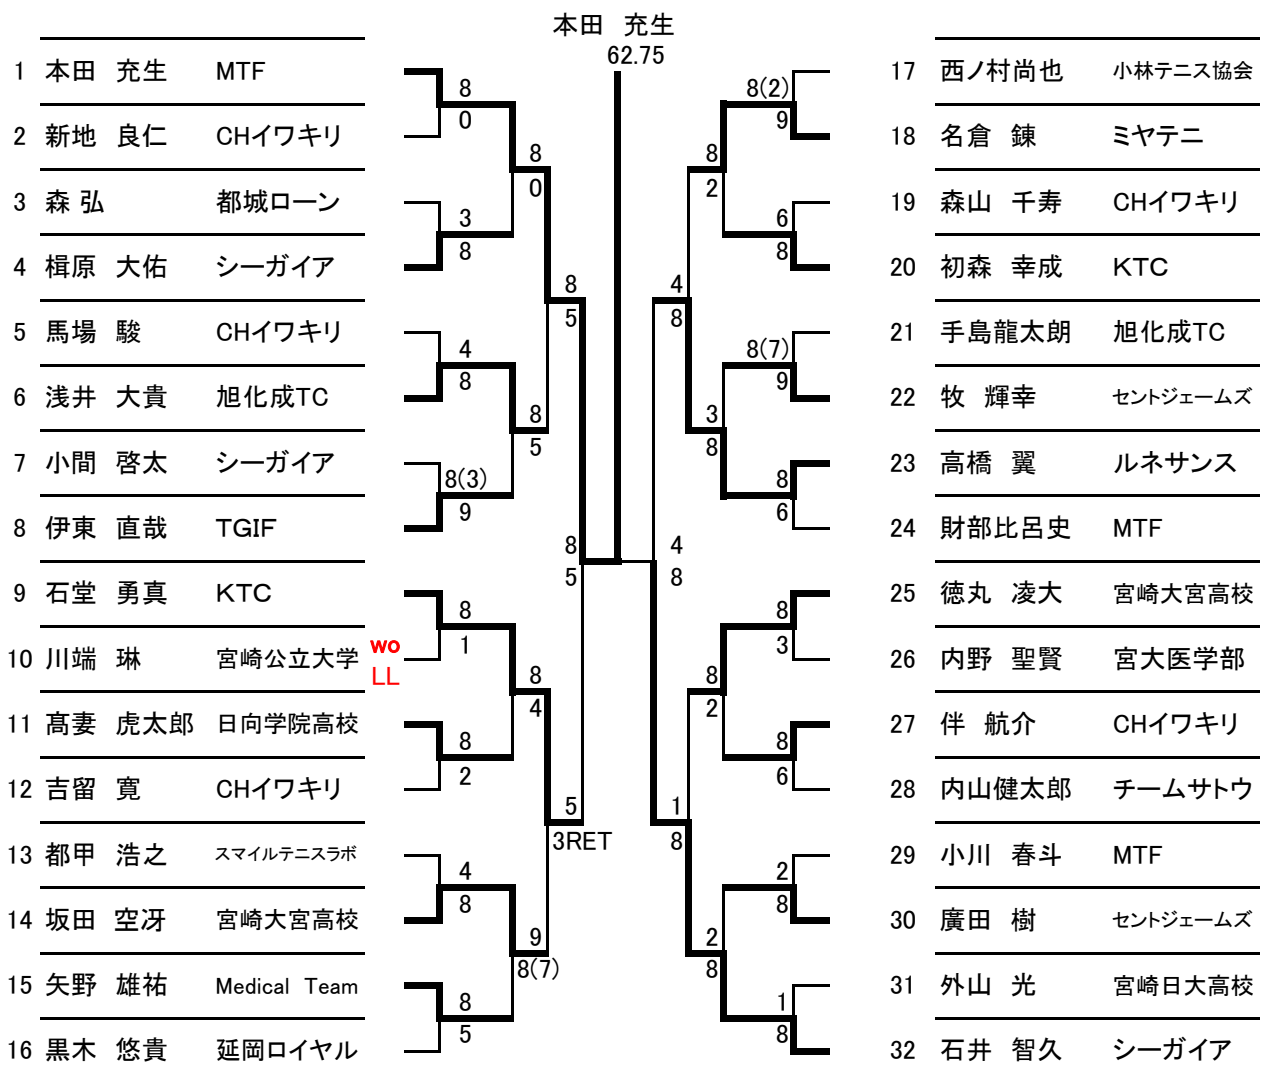 本田 充生
62.75
1 本田 充生 MTF
2 新地 良仁 CHイワキリ
3 森 弘 都城ローン
4 楫原 大佑 シーガイア
5 馬場 駿 CHイワキリ
6 浅井 大貴 旭化成TC
7 小間 啓太 シーガイア
8 伊東 直哉 TGIF
9 石堂 勇真 KTC
10 川端 琳 宮崎公立大学 wo
LL
11 髙妻 虎太郎 日向学院高校
12 吉留 寛 CHイワキリ
13 都甲 浩之 スマイルテニスラボ
14 坂田 空冴 宮崎大宮高校
15 矢野 雄祐 Medical Team
16 黒木 悠貴 延岡ロイヤル
8
0
3
8
4
8
8(3)
9
8
1
8
2
4
8
8
5
8
0
8
5
8
4
9
8(7)
8
5
5
3RET
8
5
4
8
4
8
1
8
8
2
3
8
8
2
2
8
8(2)
9
6
8
8(7)
9
8
6
8
3
8
6
2
8
1
8
17 西ノ村尚也 小林テニス協会
18 名倉 錬 ミヤテニ
19 森山 千寿 CHイワキリ
20 初森 幸成 KTC
21 手島龍太朗 旭化成TC
22 牧 輝幸 セントジェームズ
23 高橋 翼 ルネサンス
24 財部比呂史 MTF
25 徳丸 凌大 宮崎大宮高校
26 内野 聖賢 宮大医学部
27 伴 航介 CHイワキリ
28 内山健太郎 チームサトウ
29 小川 春斗 MTF
30 廣田 樹 セントジェームズ
31 外山 光 宮崎日大高校
32 石井 智久 シーガイア